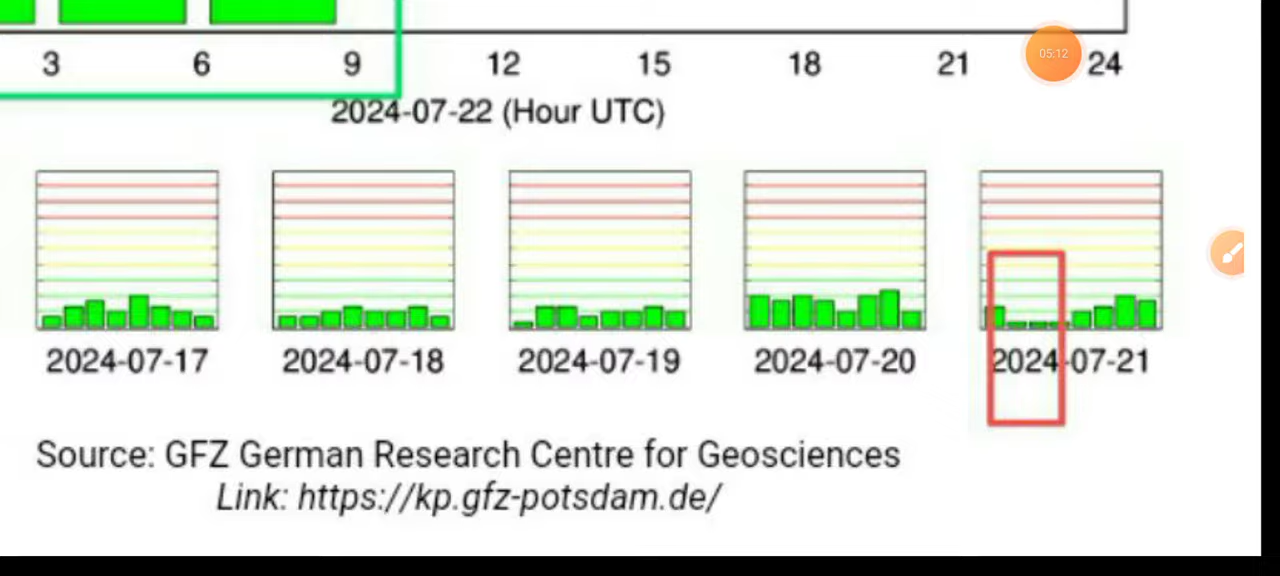 3 6 9 12 15 18 21 24
05:12
2024-07-22 (Hour UTC)
2024-07-17 2024-07-18 2024-07-19 2024-07-20 2024-07-21
Source: GFZ German Research Centre for Geosciences
Link: https://kp.gfz-potsdam.de/